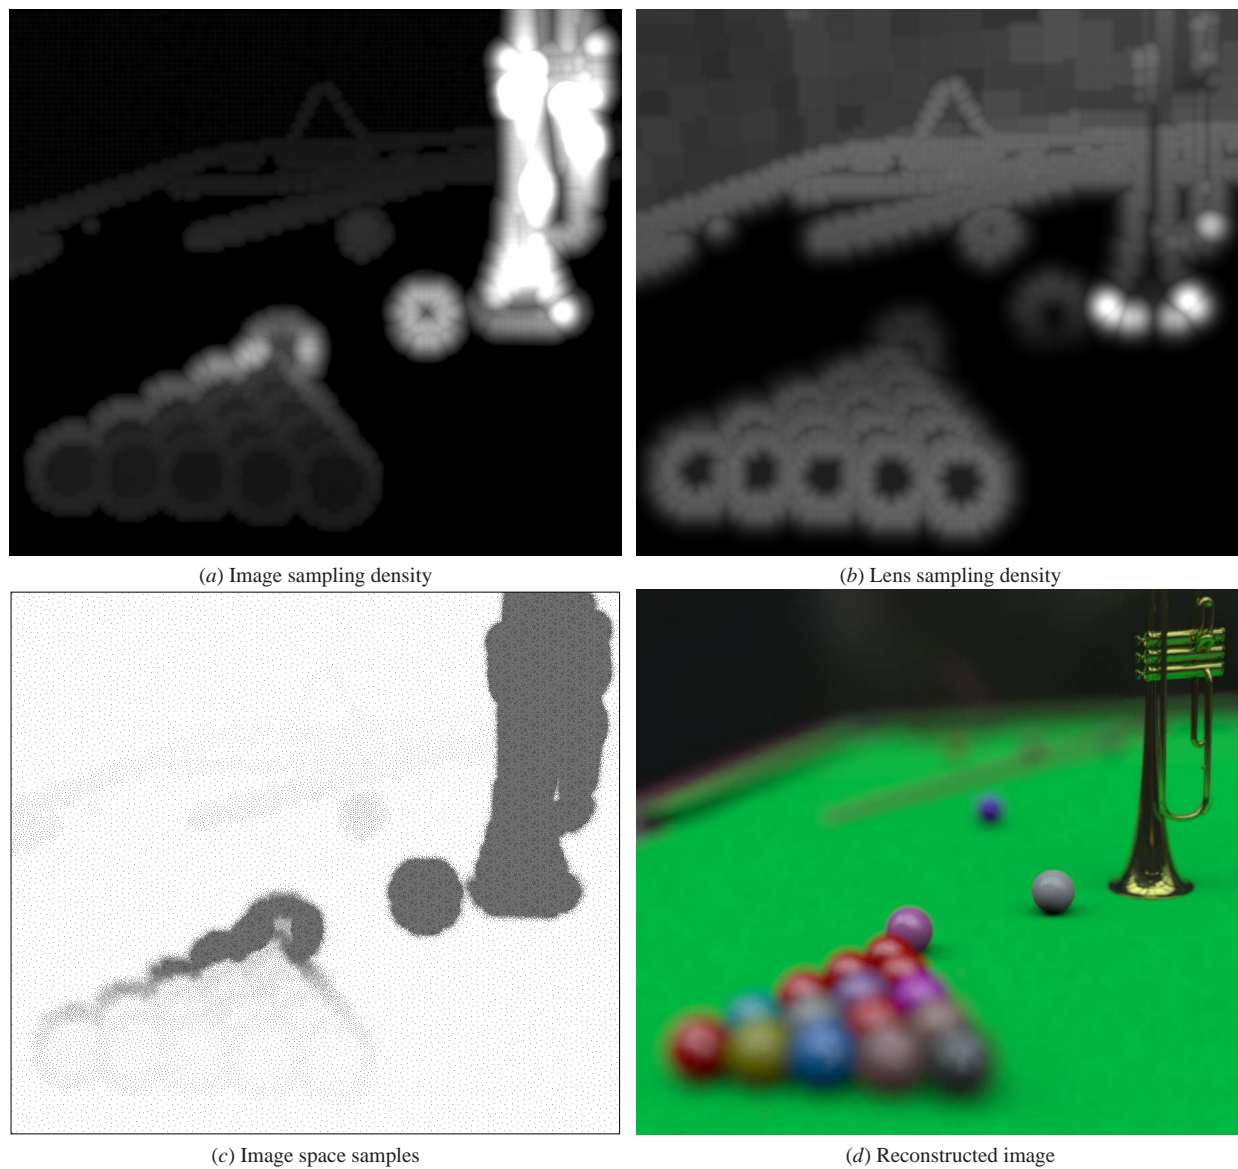 (a) Image sampling density
(b) Lens sampling density
(c) Image space samples
(d) Reconstructed image